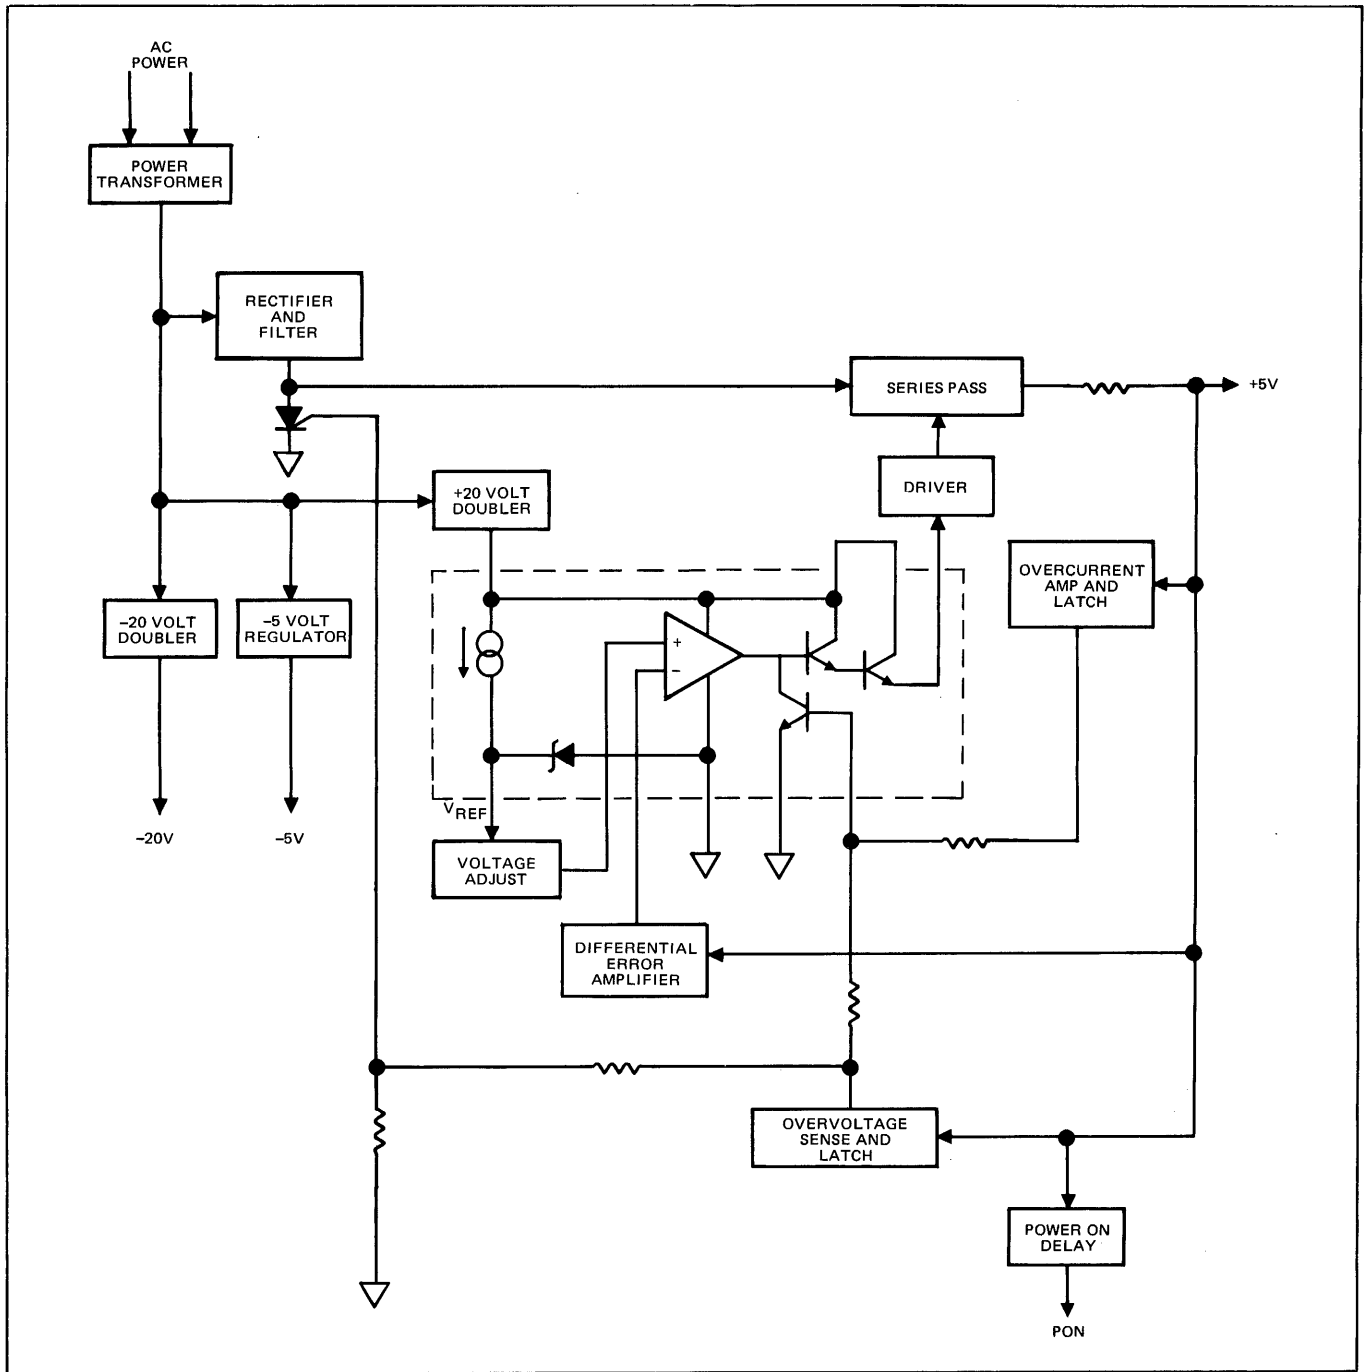 AC
POWER
POWER
TRANSFORMER
RECTIFIER
AND
FILTER
SERIES PASS
+5V
DRIVER
+20 VOLT
DOUBLER
OVERCURRENT
AMP AND
LATCH
–20 VOLT
DOUBLER
–5 VOLT
REGULATOR
+
–
VREF
–20V
–5V
VOLTAGE
ADJUST
DIFFERENTIAL
ERROR
AMPLIFIER
OVERVOLTAGE
SENSE AND
LATCH
POWER ON
DELAY
PON